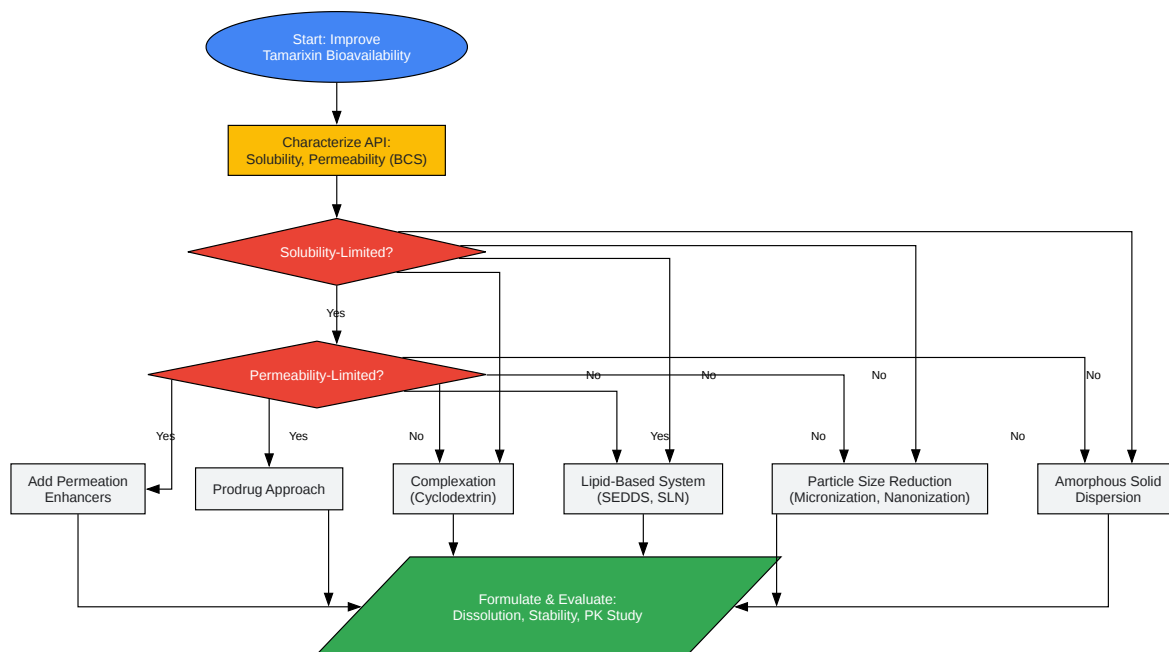 Start: Improve
Tamarixin Bioavailability
Characterize API:
Solubility, Permeability (BCS)
Solubility-Limited?
Yes
Permeability-Limited?
No
No
No
No
Yes
Yes
No
Yes
No
No
Add Permeation
Enhancers
Prodrug Approach
Complexation
(Cyclodextrin)
Lipid-Based System
(SEDDS, SLN)
Particle Size Reduction
(Micronization, Nanonization)
Amorphous Solid
Dispersion
Formulate & Evaluate:
Dissolution, Stability, PK Study